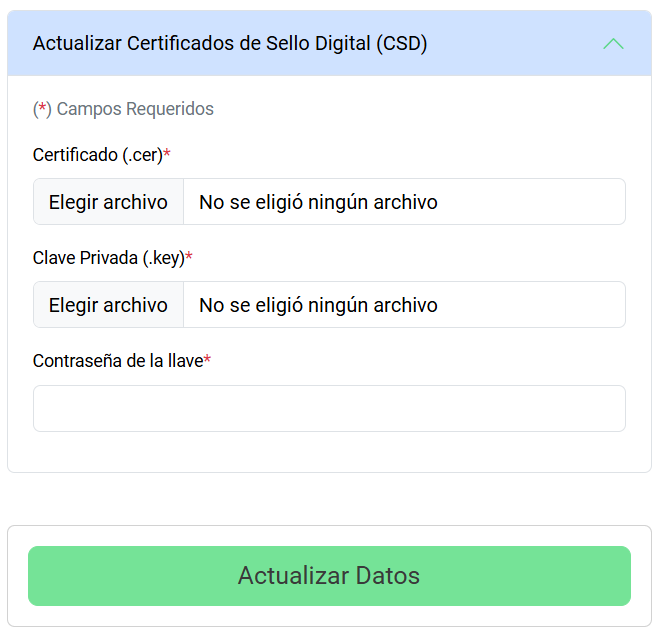 Actualizar Certificados de Sello Digital (CSD)
(*) Campos Requeridos
Certificado (.cer)*
Elegir archivo No se eligió ningún archivo
Clave Privada (.key)*
Elegir archivo No se eligió ningún archivo
Contraseña de la llave*
Actualizar Datos